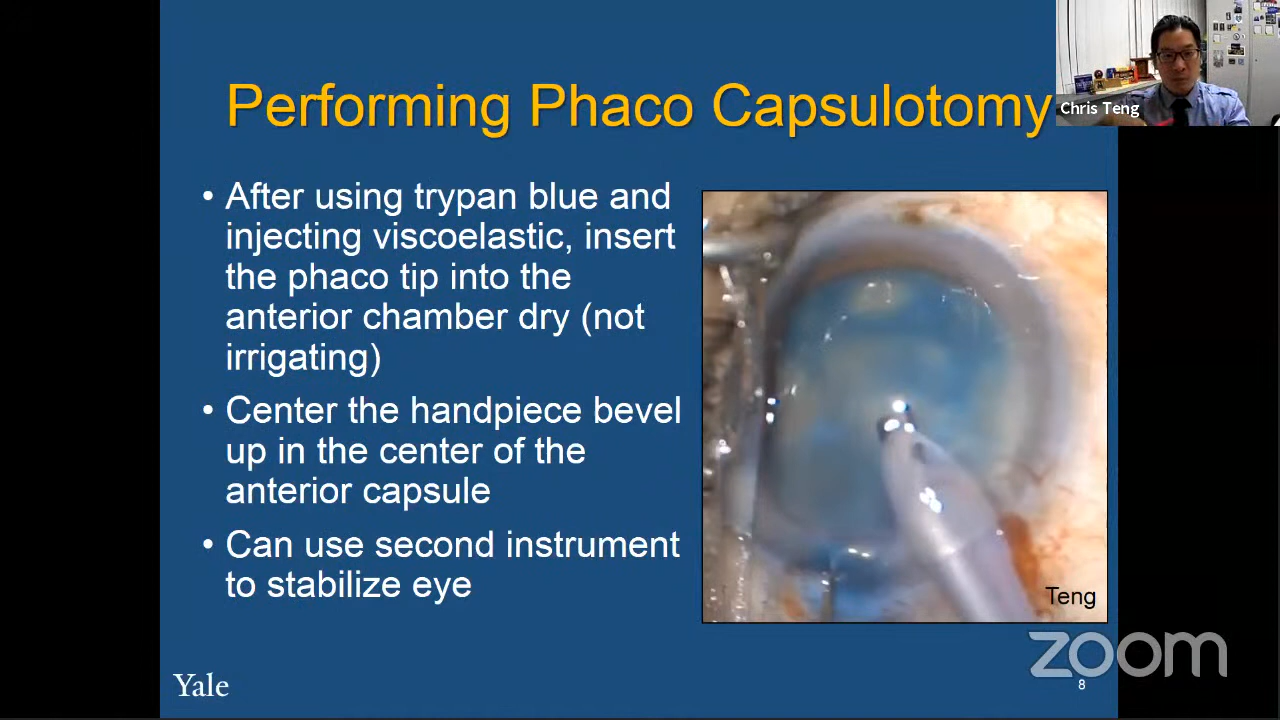 Performing Phaco Capsulotomy
Chris Teng
• After using trypan blue and
injecting viscoelastic, insert
the phaco tip into the
anterior chamber dry (not
irrigating)
• Center the handpiece bevel
up in the center of the
anterior capsule
• Can use second instrument
to stabilize eye
Teng
zoom
Yale
8